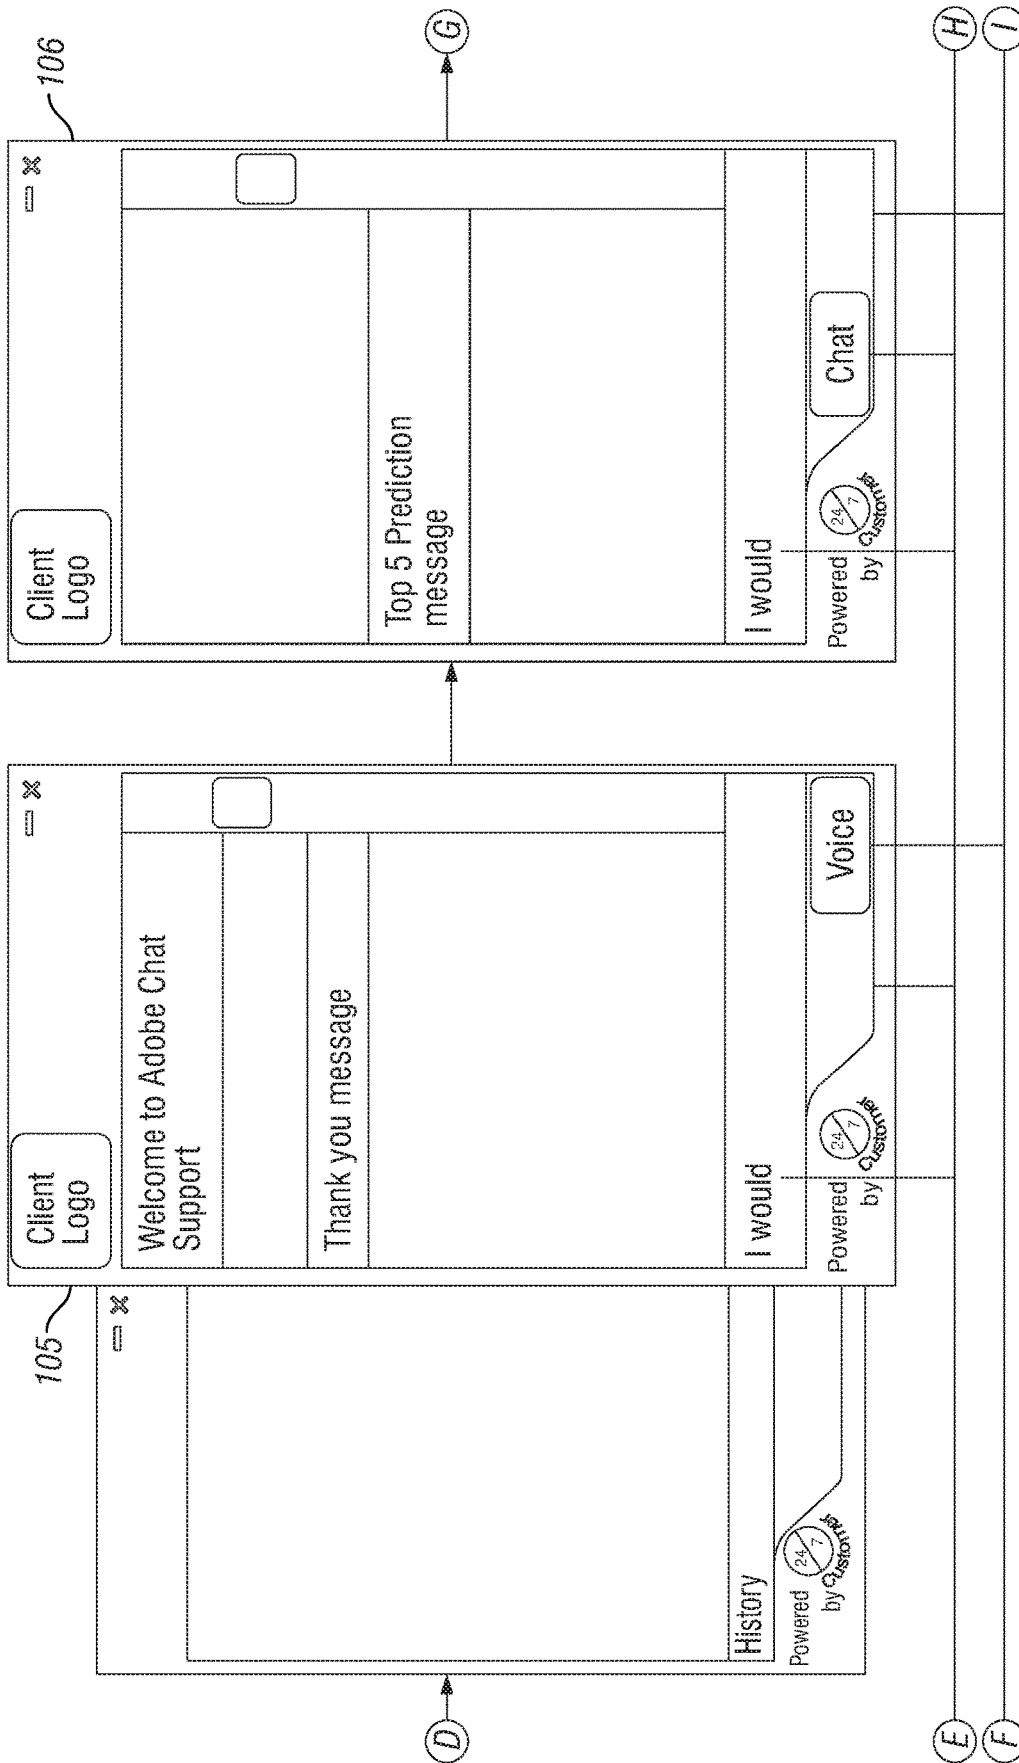 D
History
Powered
by
24
7
Customer
105
Client
Logo
Welcome to Adobe Chat
Support
Thank you message
I would
Voice
Powered
by
24
7
Customer
106
Client
Logo
Top 5 Prediction
message
I would
Chat
Powered
by
24
7
Customer
G
E
H
F
I